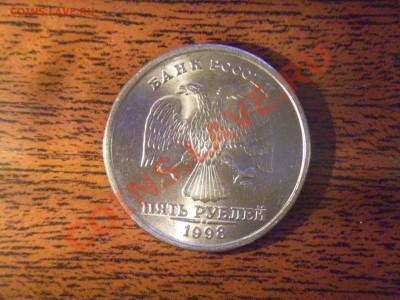 COINS.LAVE.RU
БАНК РОССИИ
COINS.LAVE.RU
ПЯТЬ РУБЛЕЙ
1998